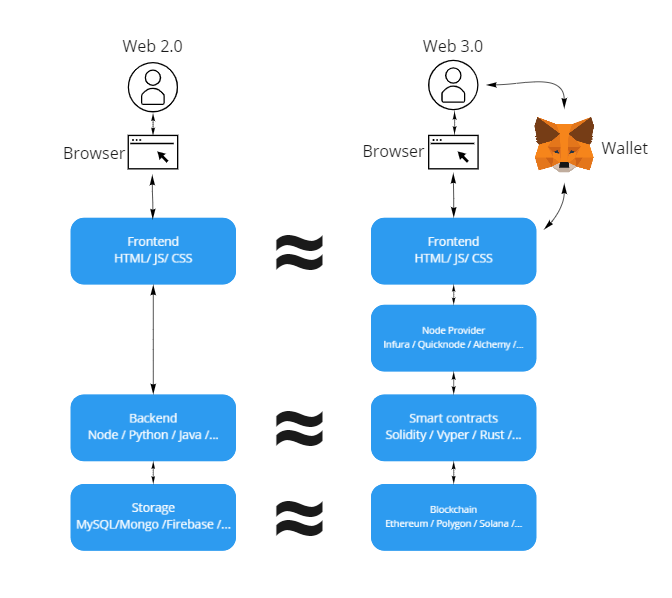 Web 2.0
Browser
Frontend
HTML/ JS/ CSS
Backend
Node / Python / Java /...
Storage
MySQL/Mongo /Firebase /...
Web 3.0
Browser
Wallet
Frontend
HTML/ JS/ CSS
Node Provider
Infura / Quicknode / Alchemy /...
Smart contracts
Solidity / Vyper / Rust /...
Blockchain
Ethereum / Polygon / Solana /...